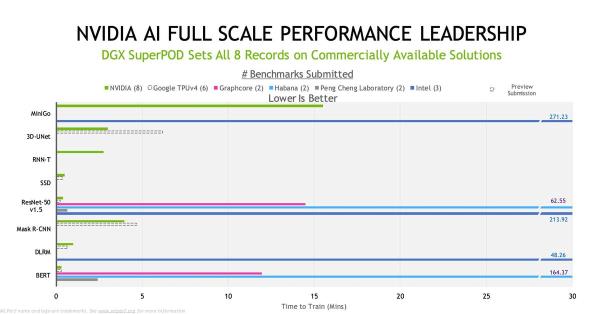 NVIDIA AI FULL SCALE PERFORMANCE LEADERSHIP
DGX SuperPOD Sets All 8 Records on Commercially Available Solutions
# Benchmarks Submitted
NVIDIA (8) Google TPUv4 (6) Graphcore (2) Habana (2) Peng Cheng Laboratory (2) Intel (3)
Preview
Submission
Lower Is Better
MiniGo
271.23
3D-UNet
RNN-T
SSD
ResNet-50
v1.5
62.55
213.92
Mask R-CNN
DLRM
48.26
BERT
164.37
0 5 10 15 20 25 30
Time to Train (Mins)
name and logo are trademarks. See www.mlperf.org for more information